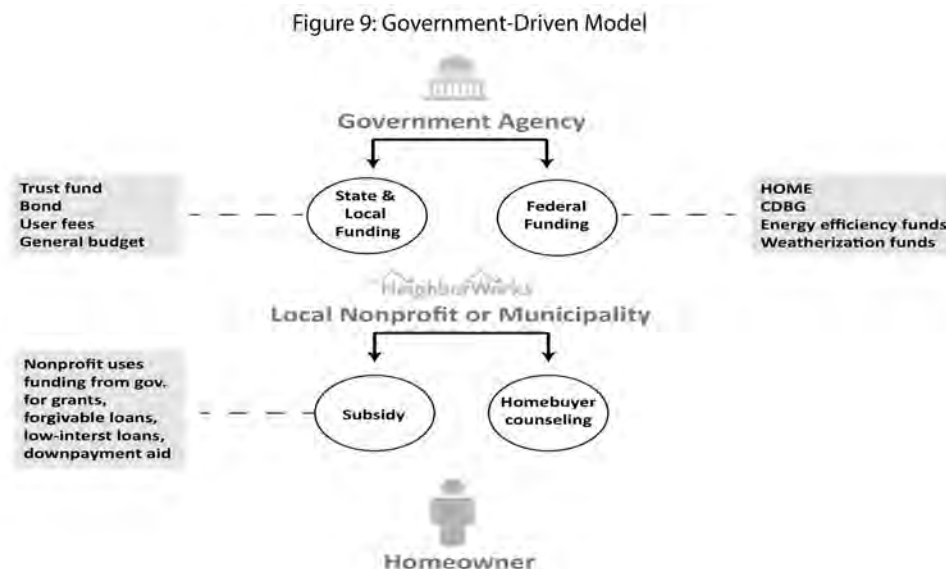 Figure 9: Government-Driven Model
Government Agency
Trust fund
Bond
User fees
General budget
State &
Local
Funding
Federal
Funding
HOME
CDBG
Energy efficiency funds
Weatherization funds
NeighborWorks
Local Nonprofit or Municipality
Nonprofit uses
funding from gov.
for grants,
forgivable loans,
low-interst loans,
downpayment aid
Subsidy
Homebuyer
counseling
Homeowner